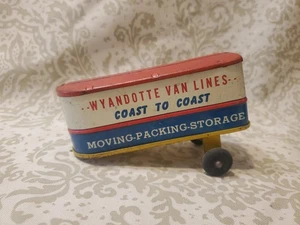 --WYANDOTTE VAN LINES--
COAST TO COAST
MOVING-PACKING-STORAGE